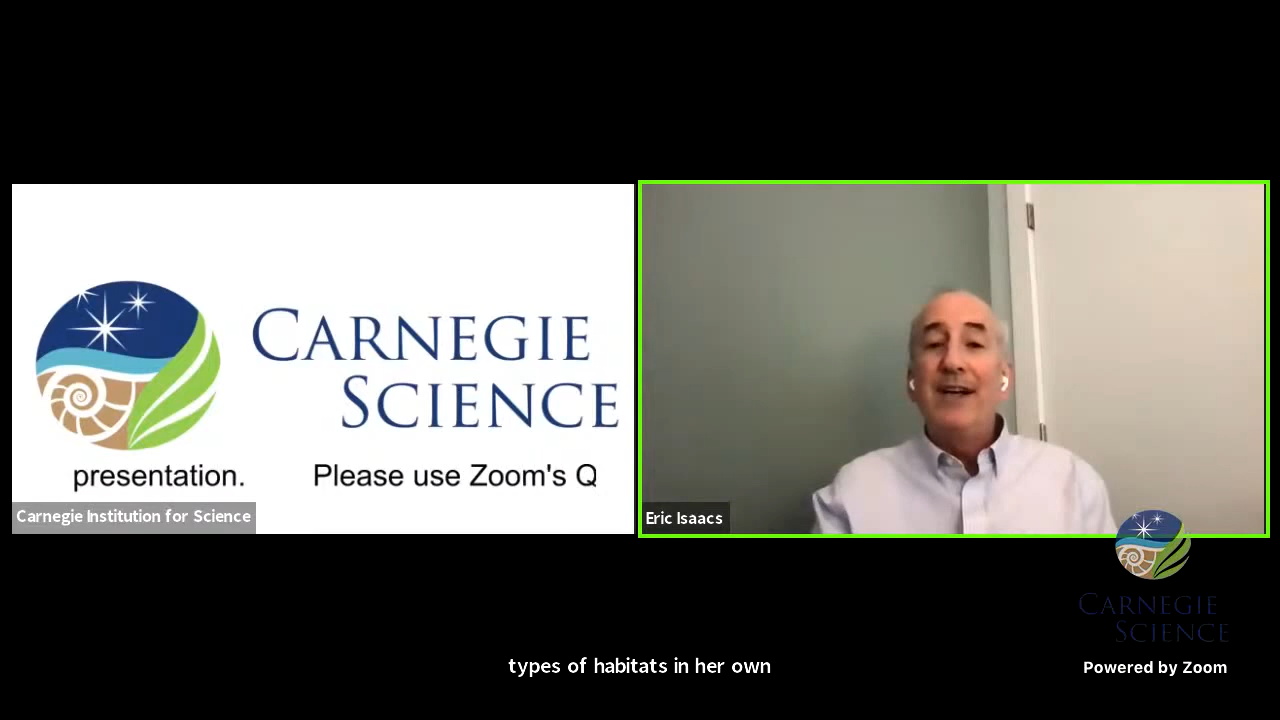 CARNEGIE
SCIENCE
presentation. Please use Zoom's Q
Carnegie Institution for Science
Eric Isaacs
CARNEGIE
SCIENCE
types of habitats in her own
Powered by Zoom